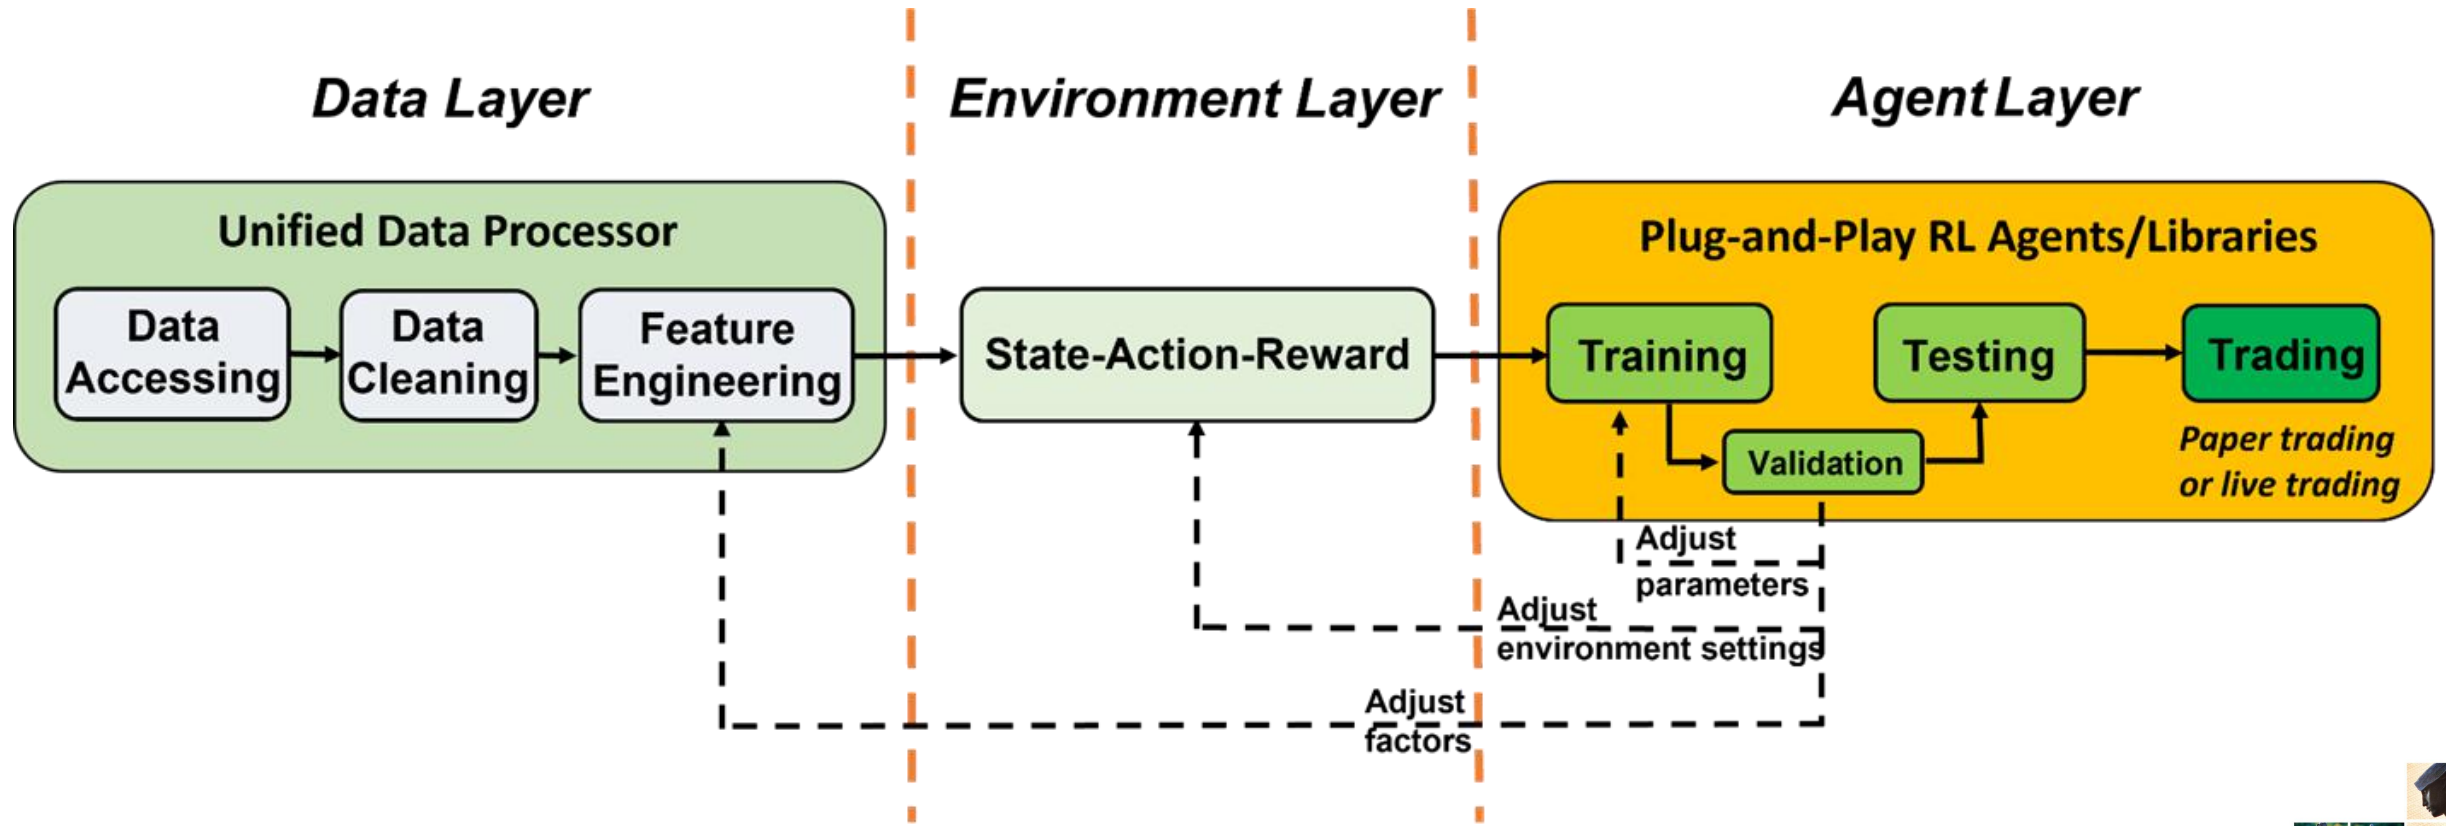 Data Layer
Environment Layer
Agent Layer
Unified Data Processor
Data
Accessing
Data
Cleaning
Feature
Engineering
State-Action-Reward
Plug-and-Play RL Agents/Libraries
Training
Validation
Testing
Trading
Paper trading
or live trading
Adjust
parameters
Adjust
environment settings
Adjust
factors